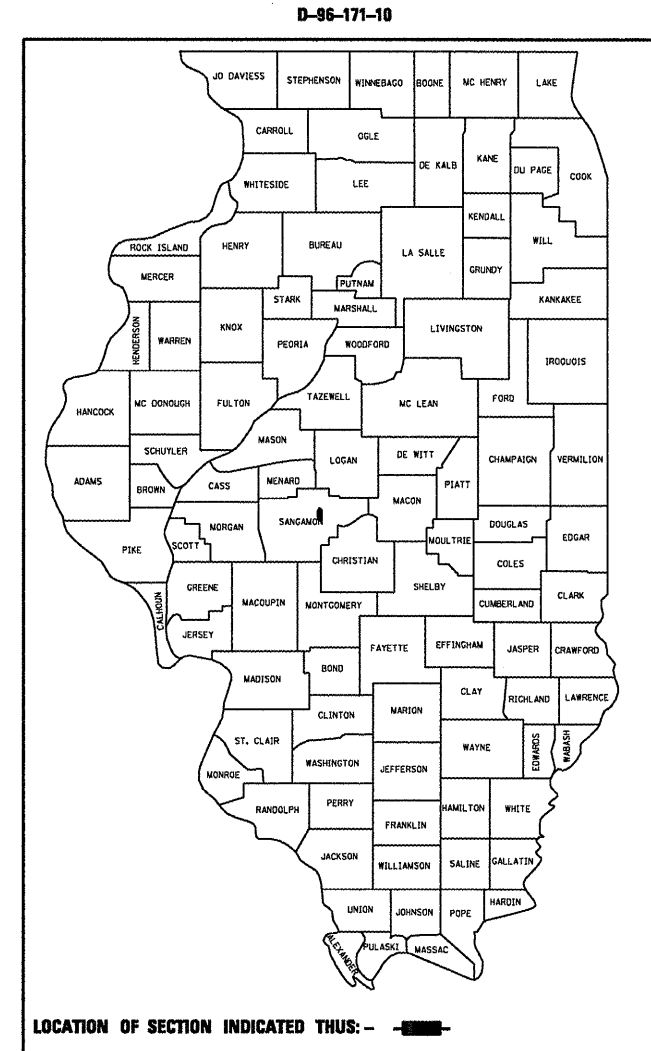 D-96-171-10
JO DAVIESS STEPHENSON WINNEBAGO BOONE MC HENRY LAKE
CARROLL OGLE DE KALB KANE DU PAGE COOK
WHITESIDE LEE
KENDALL WILL
ROCK ISLAND HENRY BUREAU LA SALLE GRUNDY
MERCER PUTNAM
STARK MARSHALL KANKAKEE
HENDERSON WARREN KNOX PEORIA WOODFORD LIVINGSTON IROQUOIS
HANCOCK MC DONOUGH FULTON TAZEWELL MC LEAN FORD
MASON
SCHUYLER LOGAN DE WITT CHAMPAIGN VERMILION
ADAMS BROWN CASS MENARD MACON PIATT
MORGAN SANGAMON DOUGLAS EDGAR
PIKE SCOTT CHRISTIAN MOULTRIE COLES
CALHOUN GREENE MACOUPIN MONTGOMERY SHELBY CUMBERLAND CLARK
JERSEY FAYETTE EFFINGHAM JASPER CRAWFORD
MADISON BOND
CLAY RICHLAND LAWRENCE
CLINTON MARION
ST. CLAIR WAYNE EDWARDS WABASH
MONROE WASHINGTON JEFFERSON
RANDOLPH PERRY HAMILTON WHITE
FRANKLIN
JACKSON WILLIAMSON SALINE GALLATIN
UNION JOHNSON POPE HARDIN
ALEXANDER PULASKI MASSAC
LOCATION OF SECTION INDICATED THUS: -